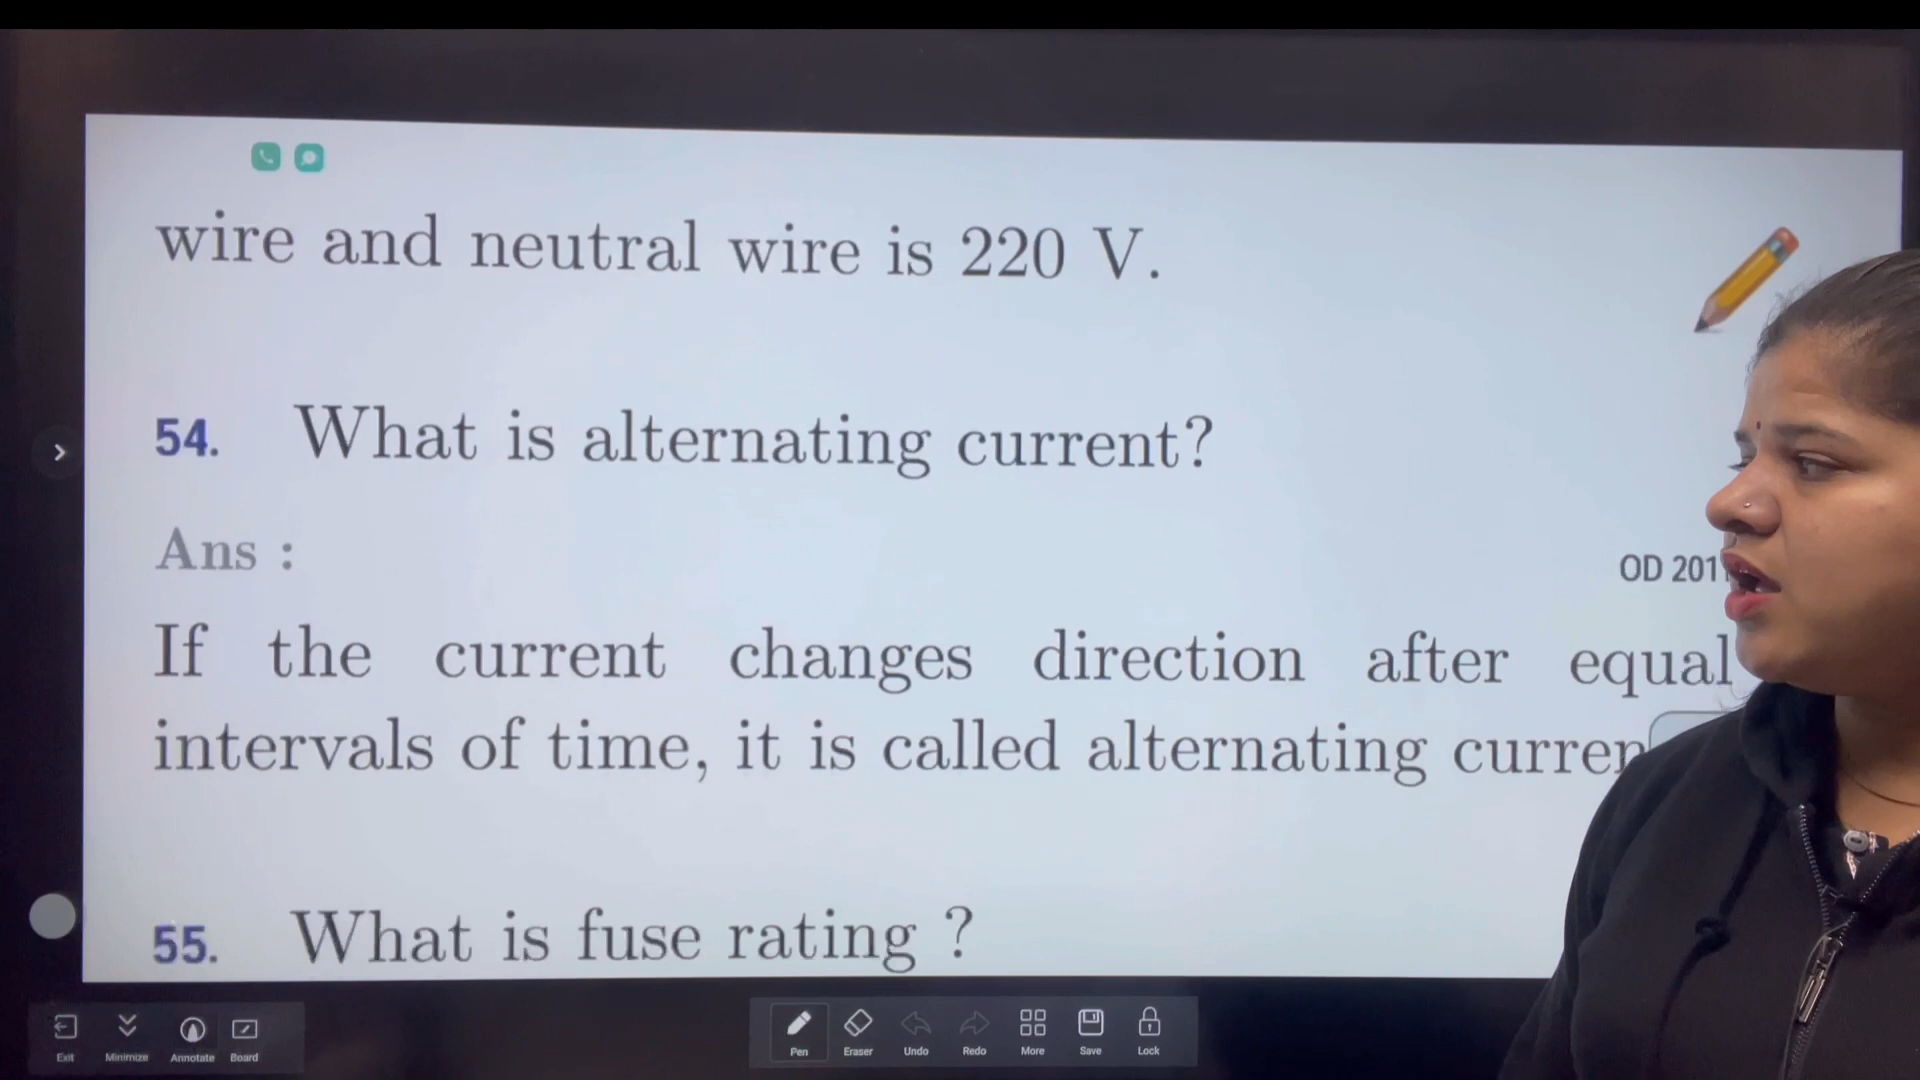 wire and neutral wire is 220 V.
54. What is alternating current?
Ans :
OD
If the current changes direction after equal
intervals of time, it is called alternating
55. What is fuse rating ?
Exit Minimize Annotate Board
Pen Eraser Undo Redo More Save Lock